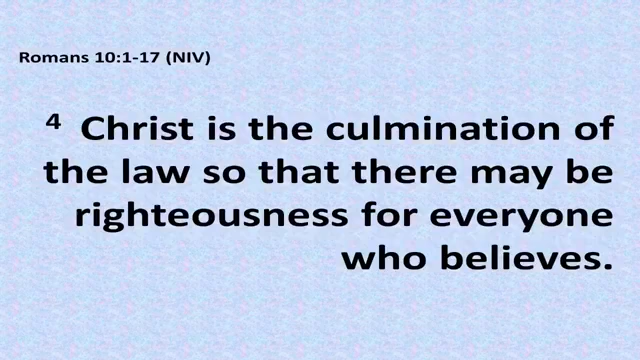 Romans 10:1-17 (NIV)
4 Christ is the culmination of
the law so that there may be
righteousness for everyone
who believes.